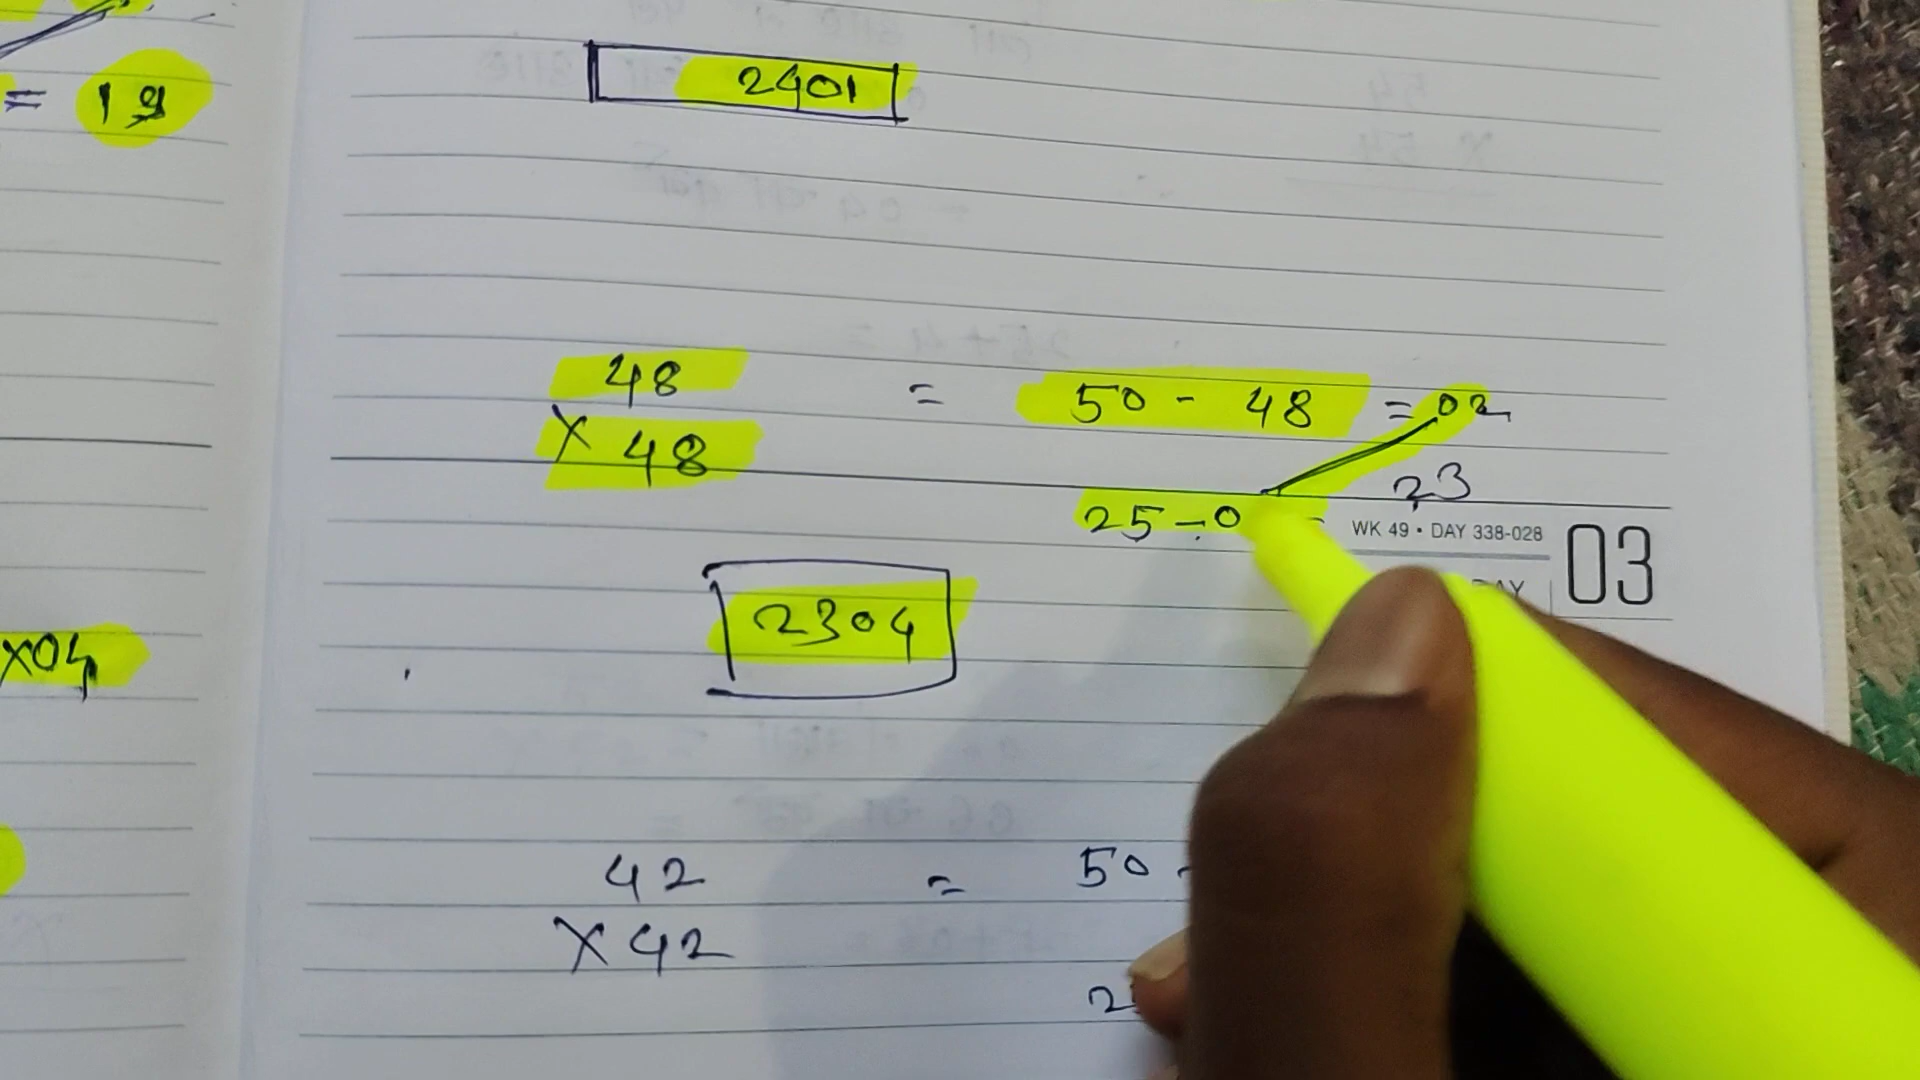 = 19
2401
48 = 50 - 48 = 02
X 48
23
25-0
WK 49 • DAY 338-028
03
2304
X04
42 = 50 -
X 42
2